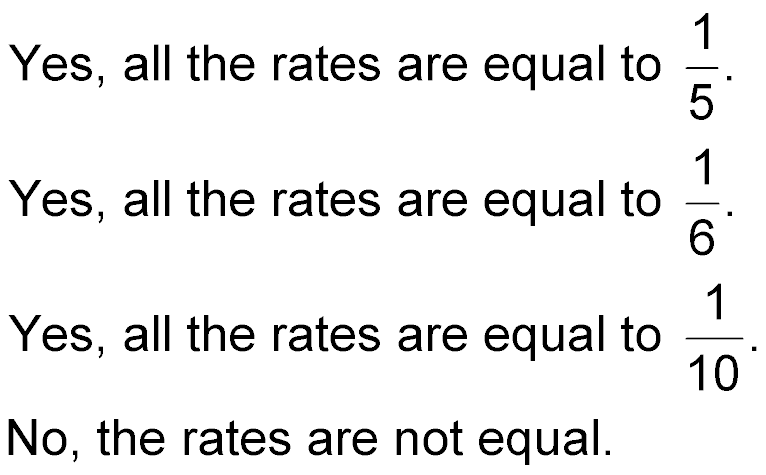 Yes, all the rates are equal to 1/5.
Yes, all the rates are equal to 1/6.
Yes, all the rates are equal to 1/10.
No, the rates are not equal.